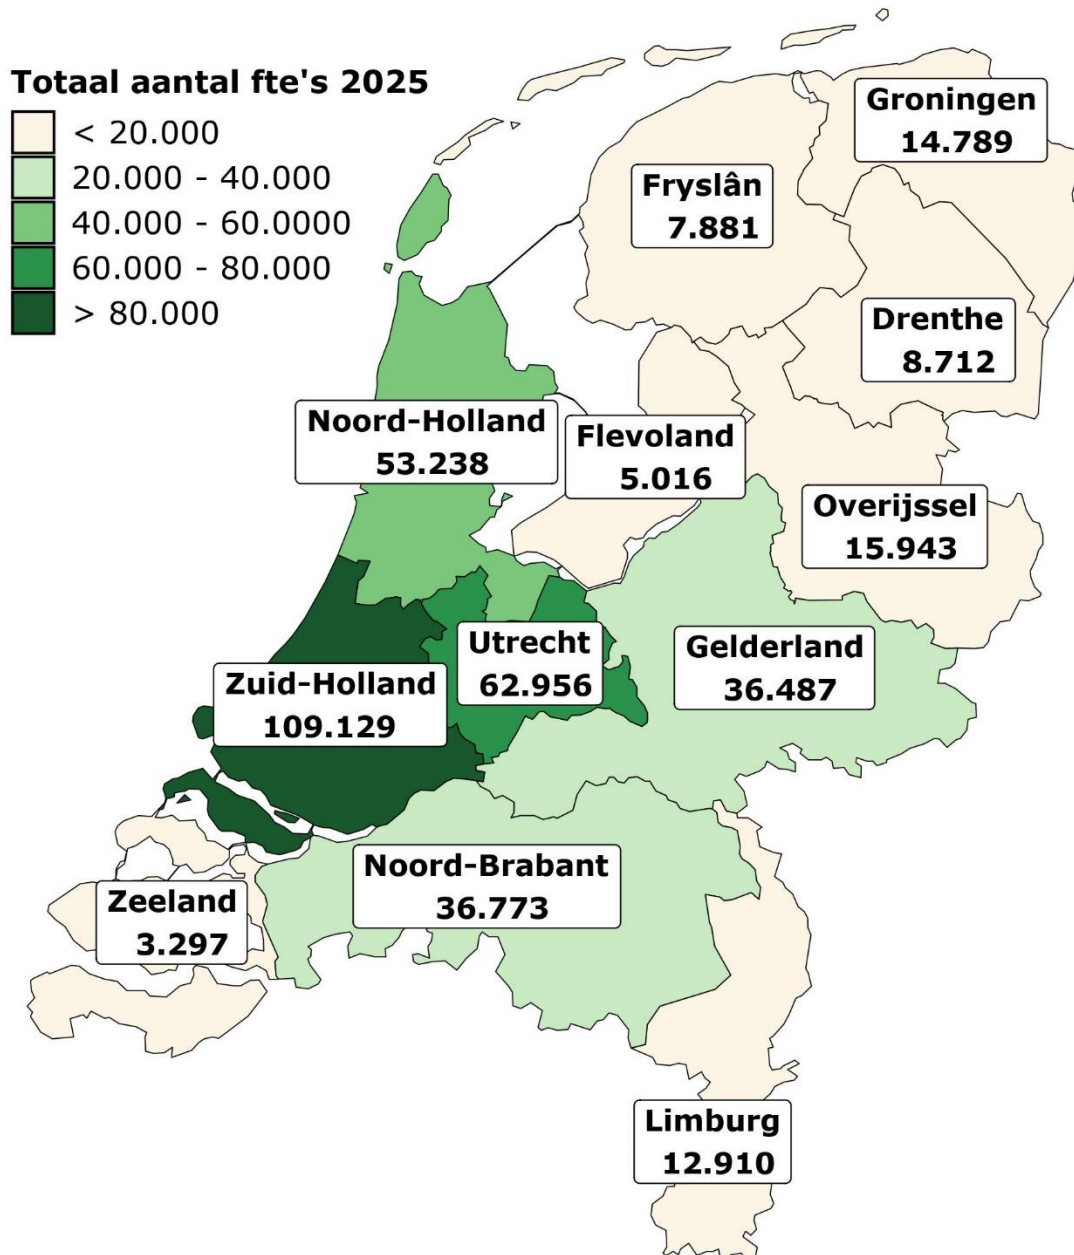 Totaal aantal fte's 2025
< 20.000
20.000 - 40.000
40.000 - 60.0000
60.000 - 80.000
> 80.000
Groningen
14.789
Fryslân
7.881
Drenthe
8.712
Noord-Holland
53.238
Flevoland
5.016
Overijssel
15.943
Utrecht
62.956
Gelderland
36.487
Zuid-Holland
109.129
Noord-Brabant
36.773
Zeeland
3.297
Limburg
12.910